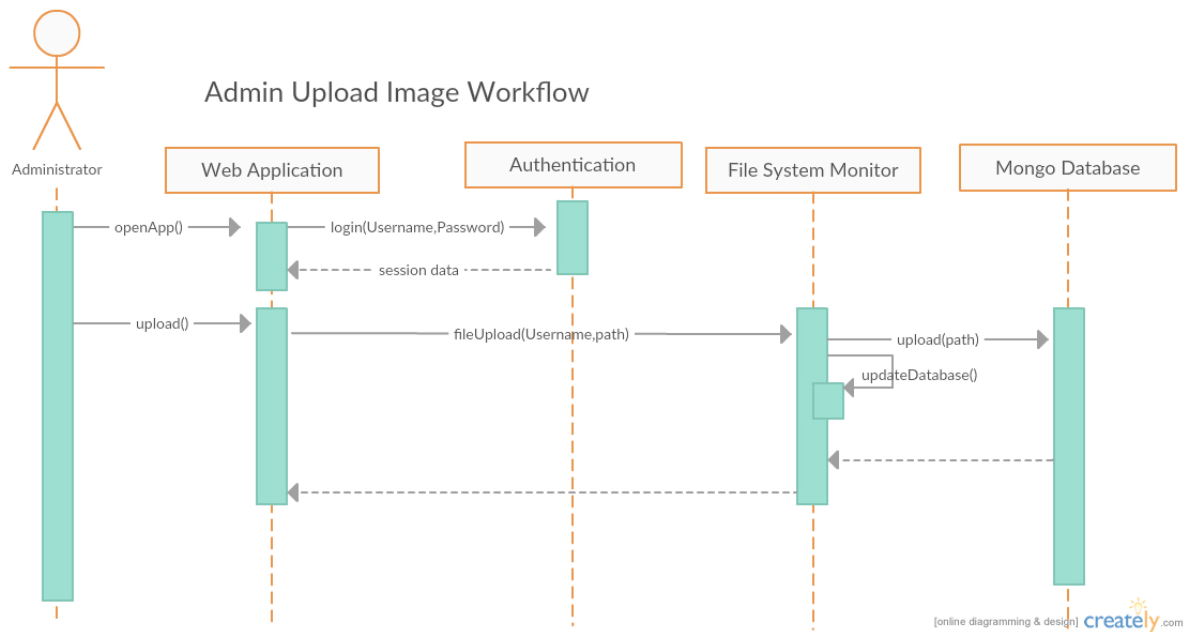 Admin Upload Image Workflow
Administrator
Web Application
Authentication
File System Monitor
Mongo Database
openApp()
login(Username,Password)
session data
upload()
fileUpload(Username,path)
upload(path)
updateDatabase()
[online diagramming & design] creately.com